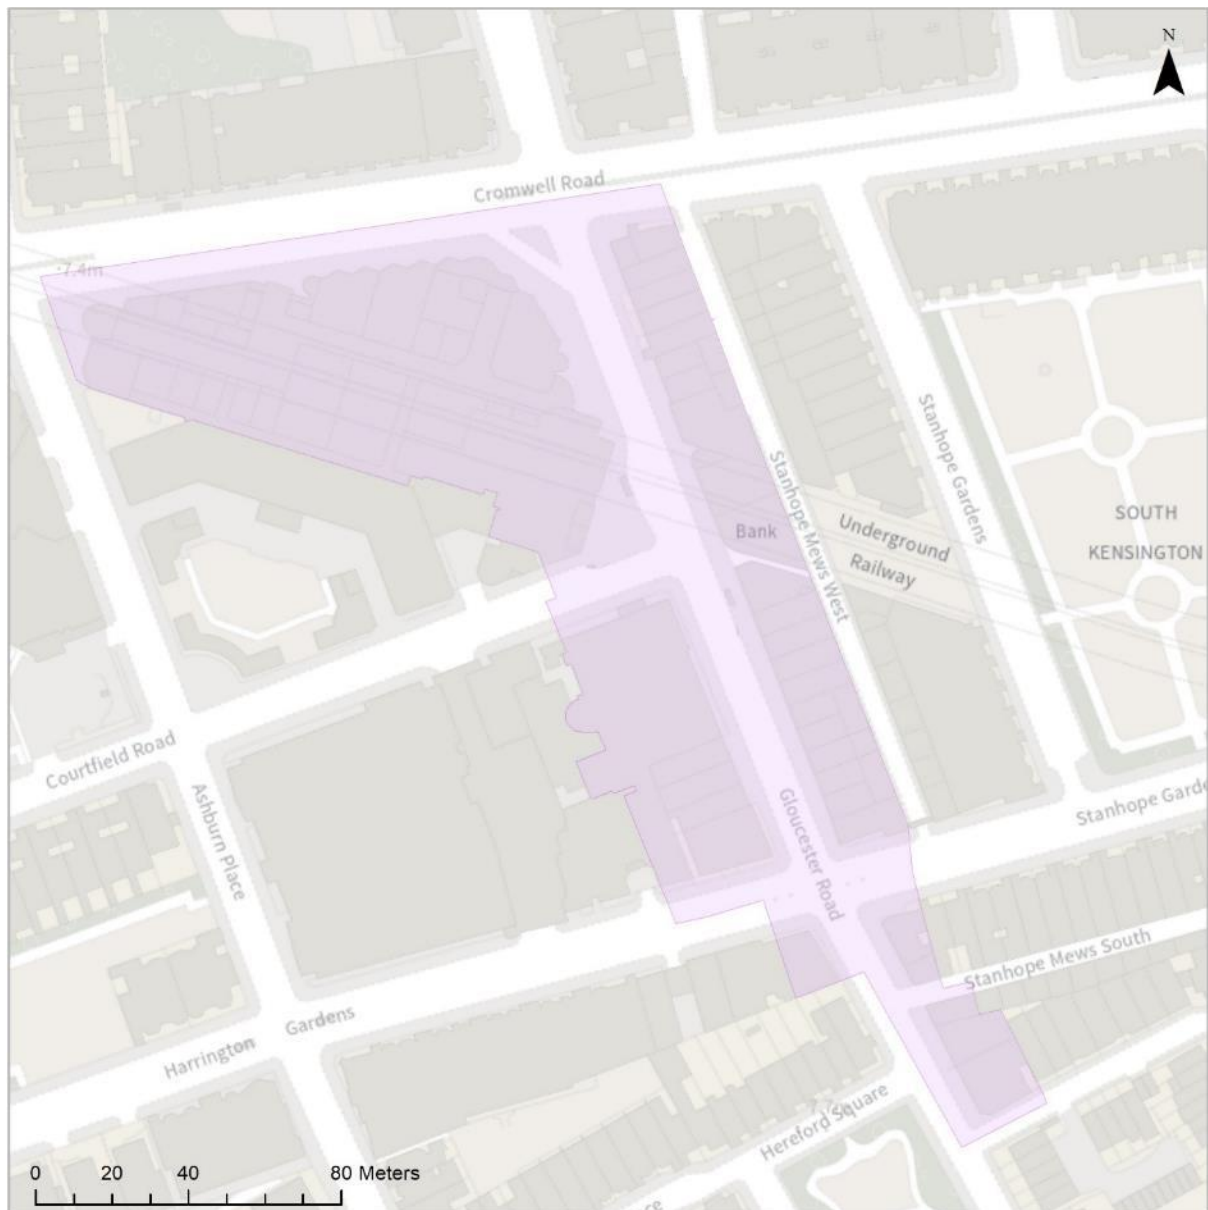 N
Cromwell Road
7.4m
Stanhope Gardens
Stanhope Mews West
SOUTH
KENSINGTON
Bank
Underground
Railway
Courtfield Road
Ashburn Place
Gloucester Road
Stanhope Garde
Stanhope Mews South
Gardens
Harrington
Hereford Square
0 20 40 80 Meters